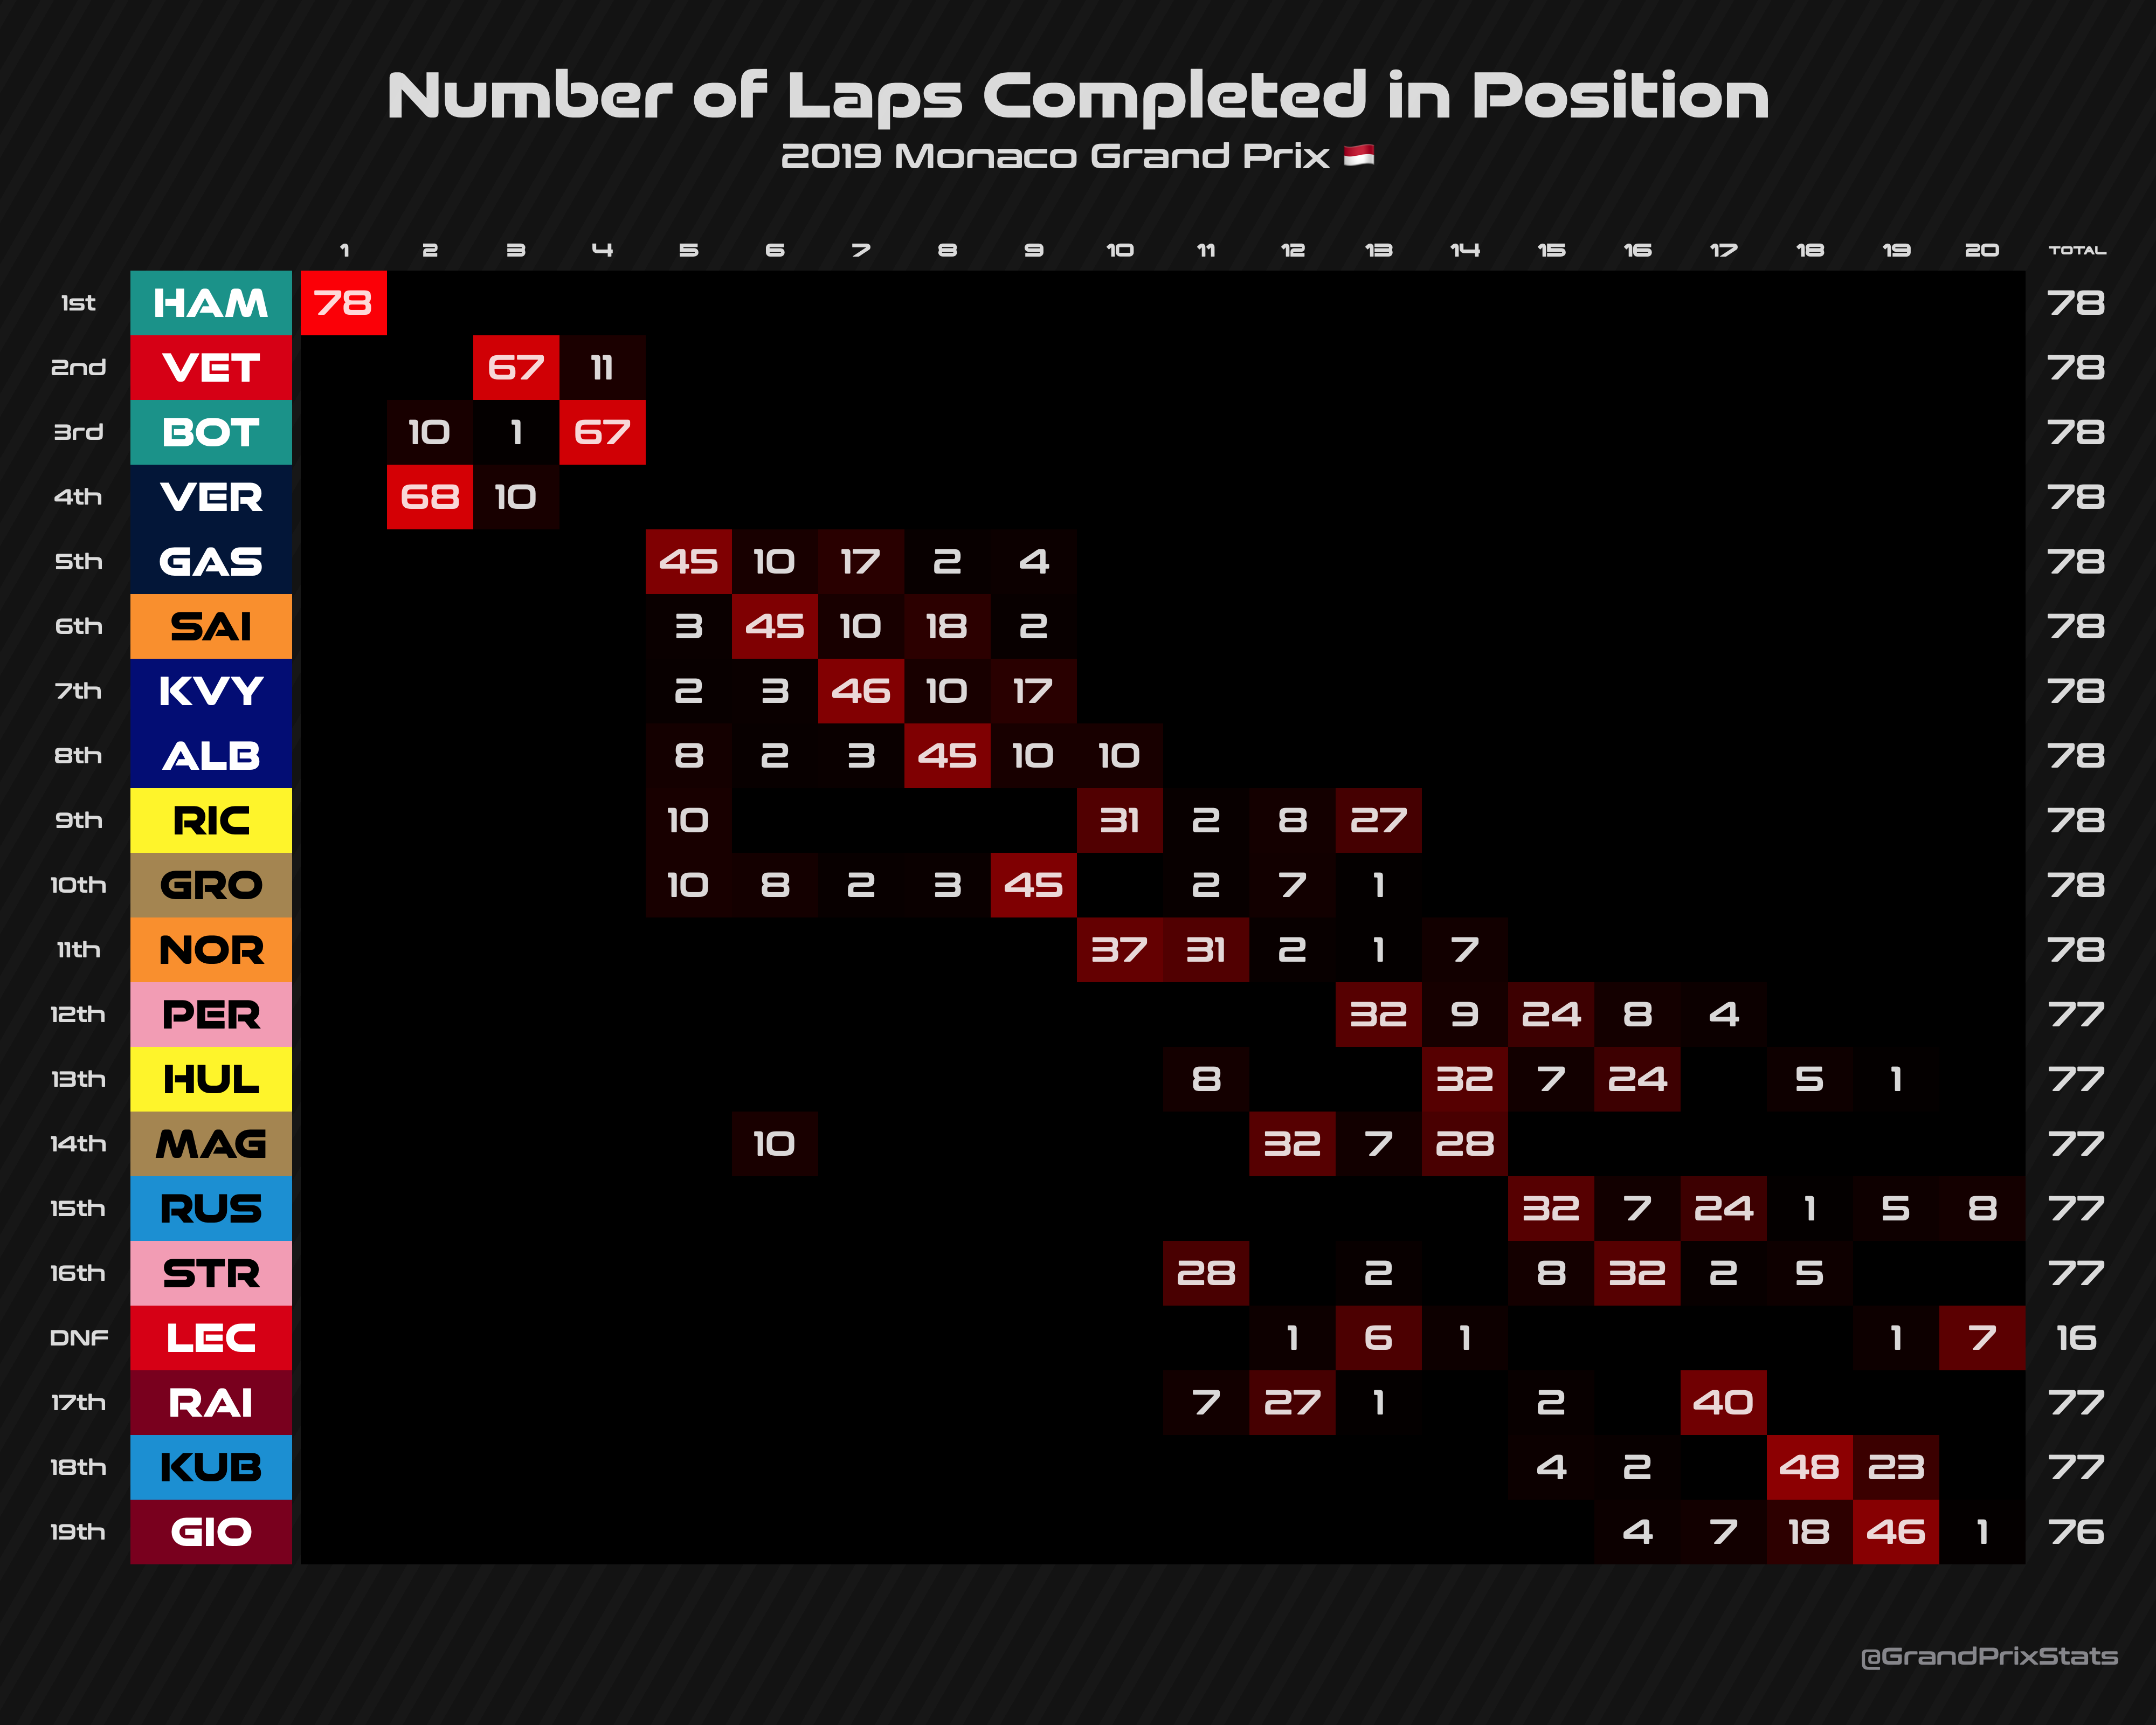 Number of Laps Completed in Position
2019 Monaco Grand Prix
1 2 3 4 5 6 7 8 9 10 11 12 13 14 15 16 17 18 19 20 TOTAL
1st HAM 78 78
2nd VET 67 11 78
3rd BOT 10 1 67 78
4th VER 68 10 78
5th GAS 45 10 17 2 4 78
6th SAI 3 45 10 18 2 78
7th KVY 2 3 46 10 17 78
8th ALB 8 2 3 45 10 10 78
9th RIC 10 31 2 8 27 78
10th GRO 10 8 2 3 45 2 7 1 78
11th NOR 37 31 2 1 7 78
12th PER 32 9 24 8 4 77
13th HUL 8 32 7 24 5 1 77
14th MAG 10 32 7 28 77
15th RUS 32 7 24 1 5 8 77
16th STR 28 2 8 32 2 5 77
DNF LEC 1 6 1 1 7 16
17th RAI 7 27 1 2 40 77
18th KUB 4 2 48 23 77
19th GIO 4 7 18 46 1 76
@GrandPrixStats